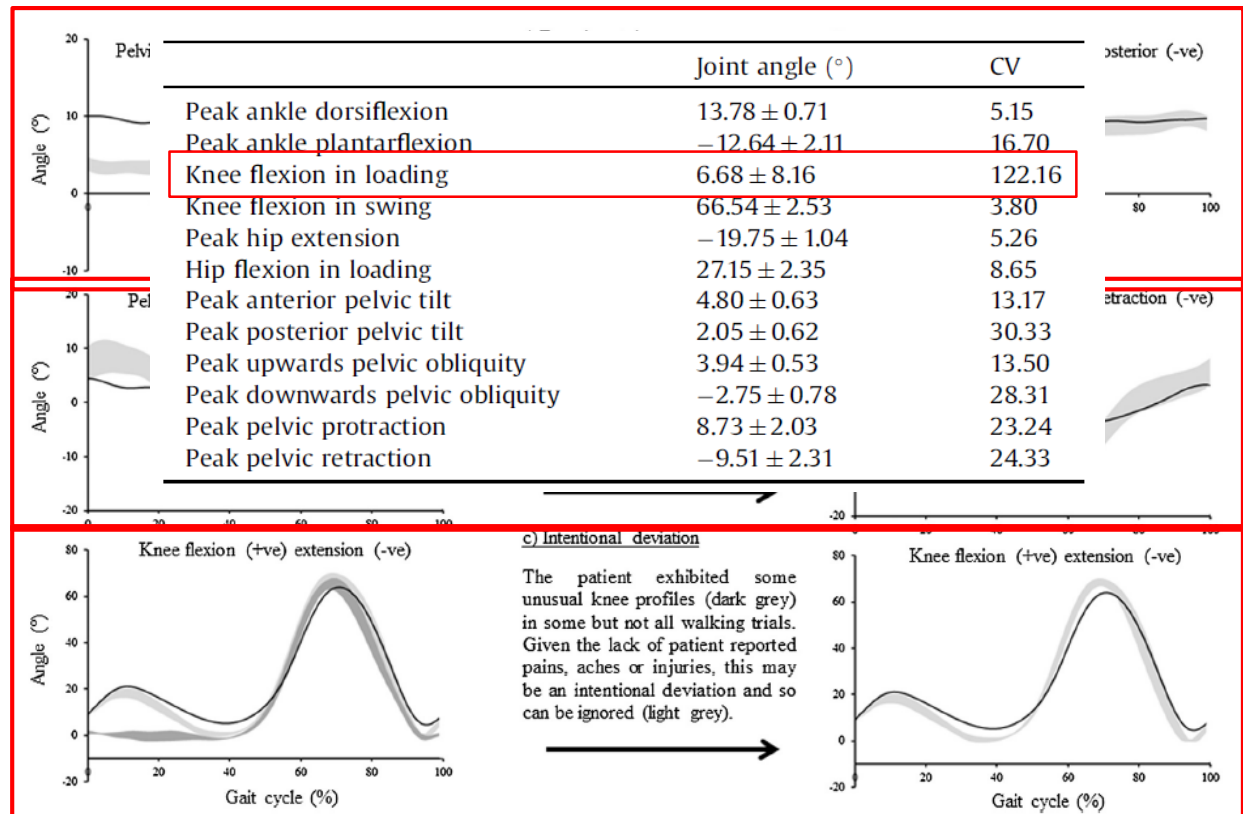 20
Pelvi
osterior (-ve)
10
Angle (°)
0
0
-10
80 100
Joint angle (°) CV
Peak ankle dorsiflexion 13.78 ± 0.71 5.15
Peak ankle plantarflexion −12.64 ± 2.11 16.70
Knee flexion in loading 6.68 ± 8.16 122.16
Knee flexion in swing 66.54 ± 2.53 3.80
Peak hip extension −19.75 ± 1.04 5.26
Hip flexion in loading 27.15 ± 2.35 8.65
Peak anterior pelvic tilt 4.80 ± 0.63 13.17
Peak posterior pelvic tilt 2.05 ± 0.62 30.33
Peak upwards pelvic obliquity 3.94 ± 0.53 13.50
Peak downwards pelvic obliquity −2.75 ± 0.78 28.31
Peak pelvic protraction 8.73 ± 2.03 23.24
Peak pelvic retraction −9.51 ± 2.31 24.33
20
Pel
etraction (-ve)
10
Angle (°)
0
-10
-20
-20
Knee flexion (+ve) extension (-ve)
80
60
40
Angle (°)
20
0
-20
0 20 40 60 80 100
Gait cycle (%)
c) Intentional deviation
The patient exhibited some
unusual knee profiles (dark grey)
in some but not all walking trials.
Given the lack of patient reported
pains, aches or injuries, this may
be an intentional deviation and so
can be ignored (light grey).
Knee flexion (+ve) extension (-ve)
80
60
40
20
0
-20
20 40 60 80 100
Gait cycle (%)